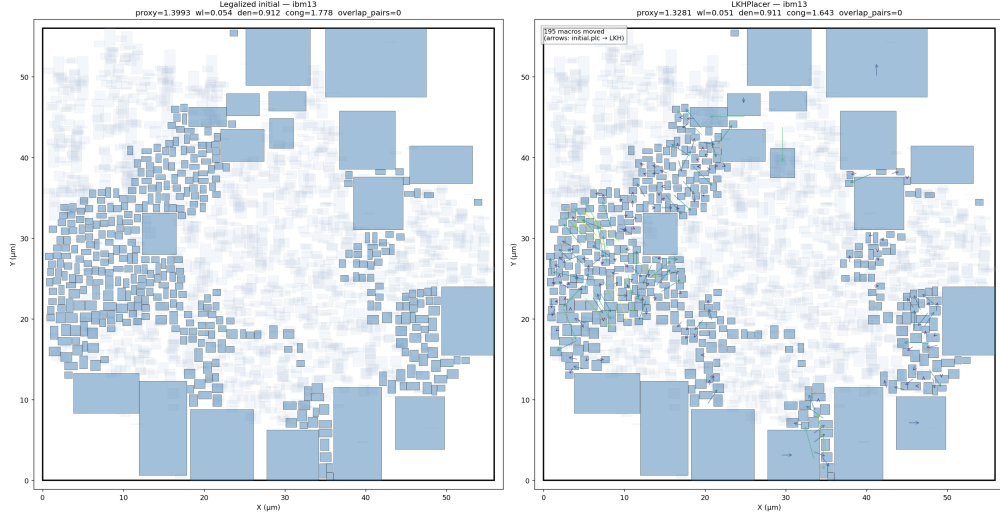 Legalized initial — ibm13
proxy=1.3993 wl=0.054 den=0.912 cong=1.778 overlap_pairs=0
50
40
30
20
10
0
Y (µm)
0 10 20 30 40 50
X (µm)
LKHPlacer — ibm13
proxy=1.3281 wl=0.051 den=0.911 cong=1.643 overlap_pairs=0
195 macros moved
(arrows: initial.plc → LKH)
50
40
30
20
10
0
Y (µm)
0 10 20 30 40 50
X (µm)